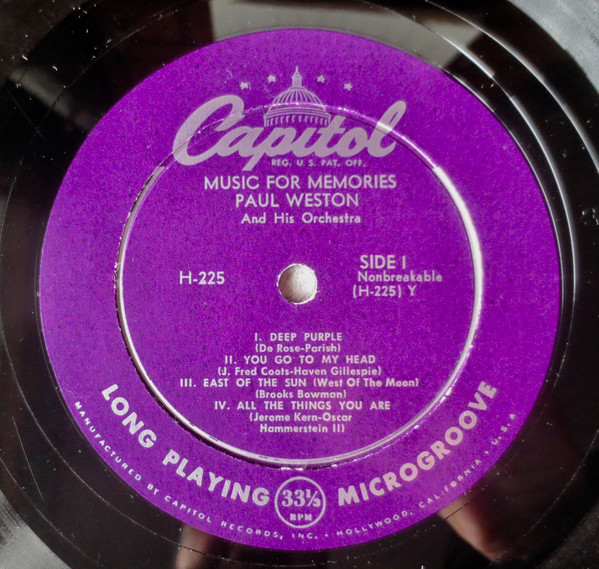 Capitol
REG. U. S. PAT. OFF.
MUSIC FOR MEMORIES
PAUL WESTON
And His Orchestra
H-225
SIDE I
Nonbreakable
(H-225) Y
I. DEEP PURPLE
(De Rose-Parish)
II. YOU GO TO MY HEAD
(J. Fred Coots-Haven Gillespie)
III. EAST OF THE SUN (West Of The Moon)
(Brooks Bowman)
IV. ALL THE THINGS YOU ARE
(Jerome Kern-Oscar
Hammerstein II)
LONG PLAYING 33⅓ RPM MICROGROOVE
MANUFACTURED BY CAPITOL RECORDS, INC. • HOLLYWOOD, CALIFORNIA • U.S.A.